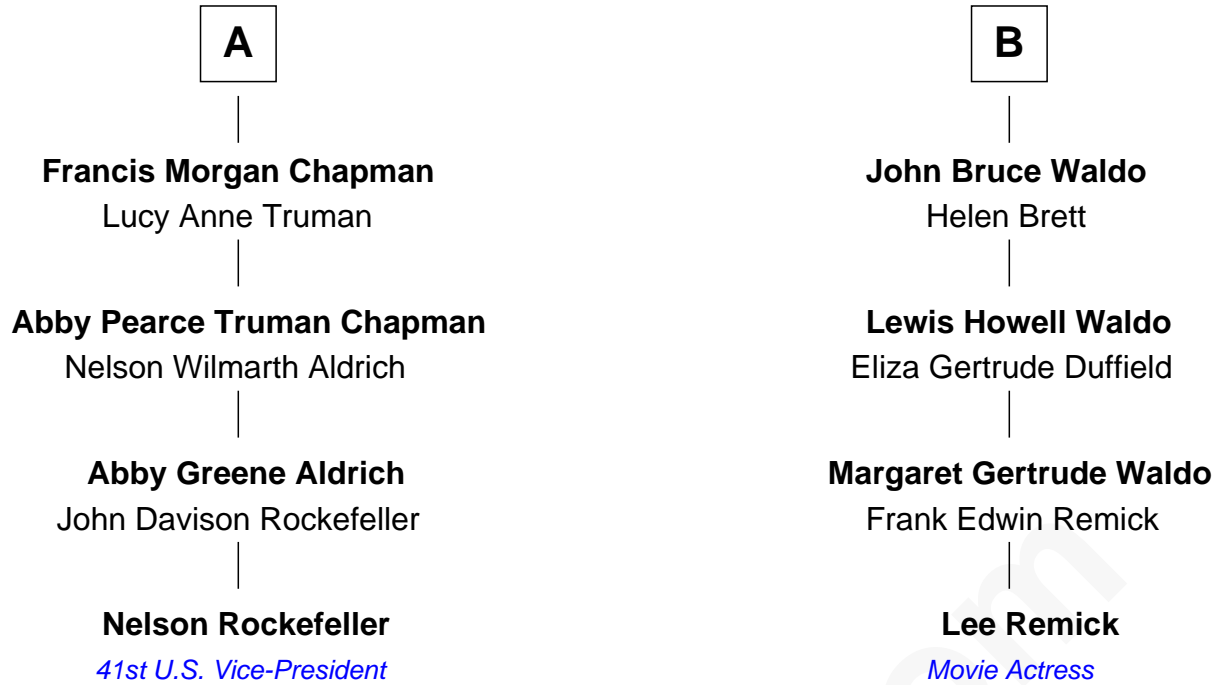 A
Francis Morgan Chapman
Lucy Anne Truman
Abby Pearce Truman Chapman
Nelson Wilmarth Aldrich
Abby Greene Aldrich
John Davison Rockefeller
Nelson Rockefeller
41st U.S. Vice-President
B
John Bruce Waldo
Helen Brett
Lewis Howell Waldo
Eliza Gertrude Duffield
Margaret Gertrude Waldo
Frank Edwin Remick
Lee Remick
Movie Actress